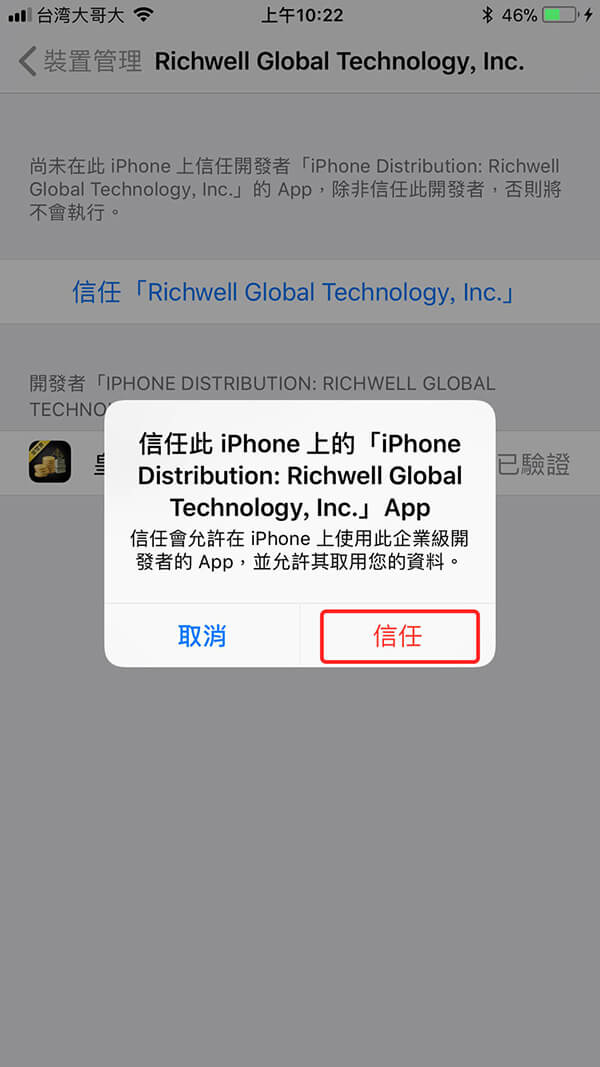 台湾大哥大 上午10:22 46%
裝置管理 Richwell Global Technology, Inc.
尚未在此 iPhone 上信任開發者「iPhone Distribution: Richwell
Global Technology, Inc.」的 App，除非信任此開發者，否則將
不會執行。
信任「Richwell Global Technology, Inc.」
開發者「IPHONE DISTRIBUTION: RICHWELL GLOBAL
已驗證
信任此 iPhone 上的「iPhone
Distribution: Richwell Global
Technology, Inc.」App
信任會允許在 iPhone 上使用此企業級開
發者的 App，並允許其取用您的資料。
取消 信任